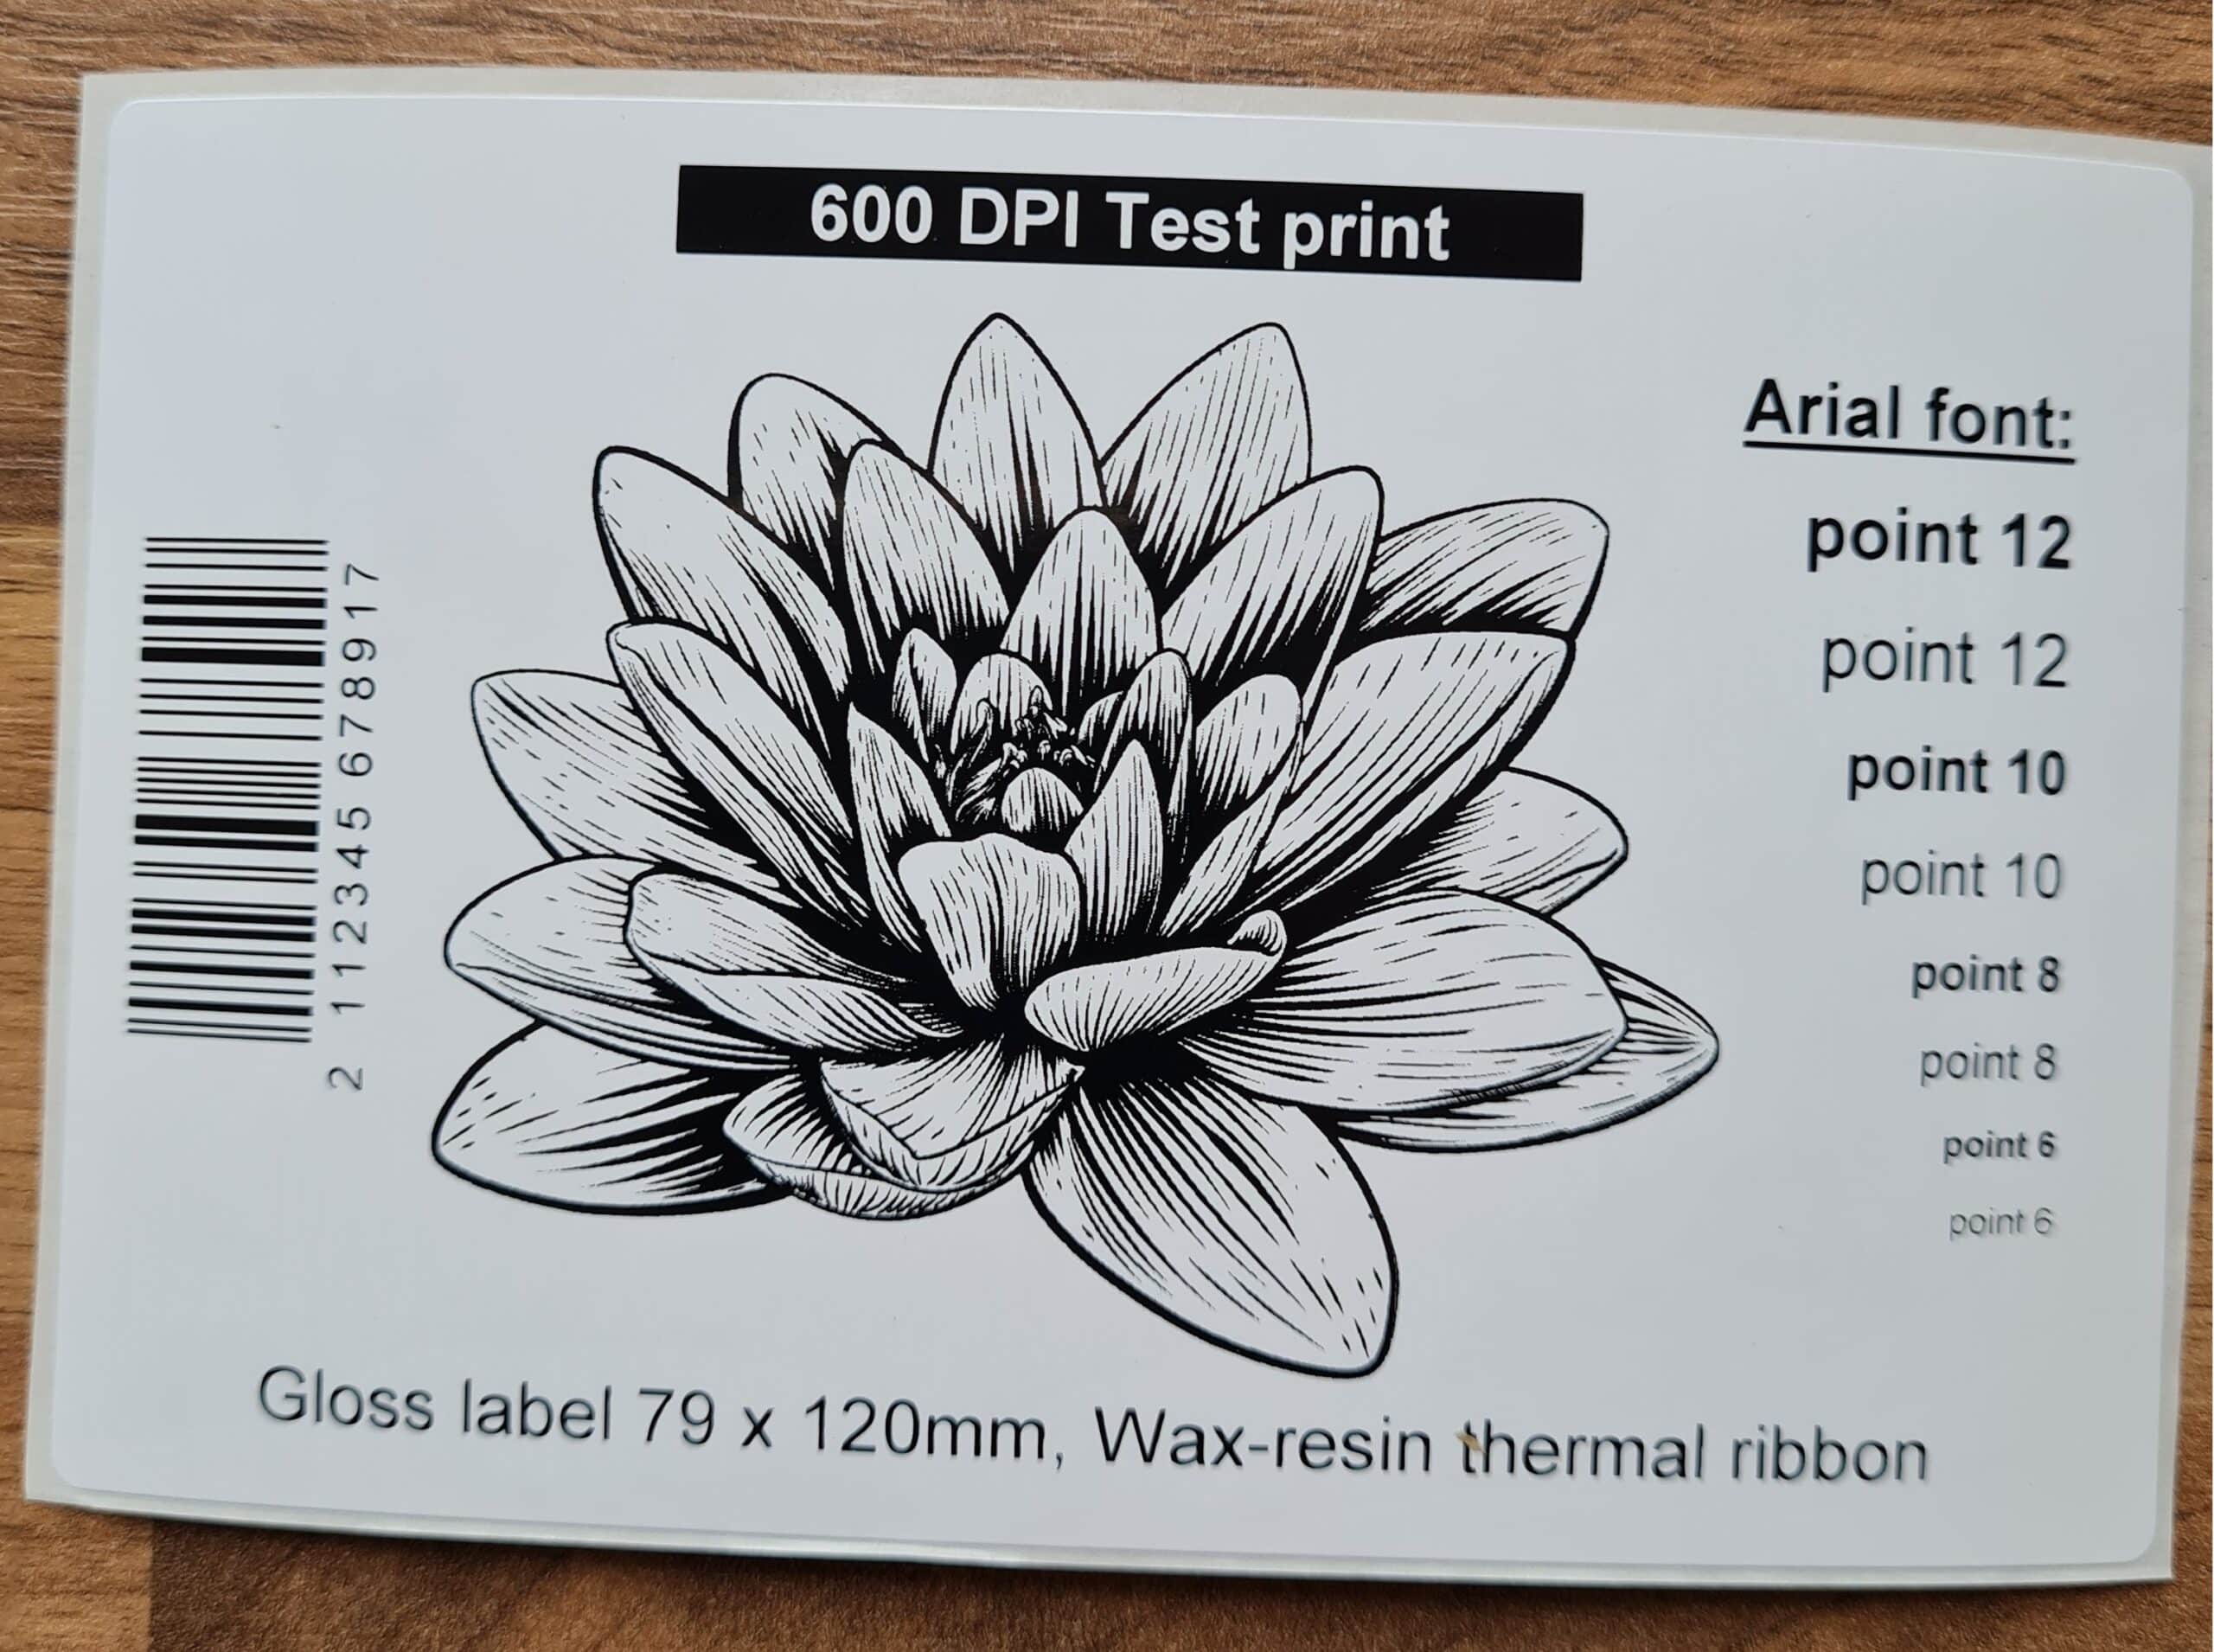 600 DPI Test print
Arial font:
point 12
point 12
point 10
point 10
point 8
point 8
point 6
point 6
2 112345 678917
Gloss label 79 x 120mm, Wax-resin thermal ribbon